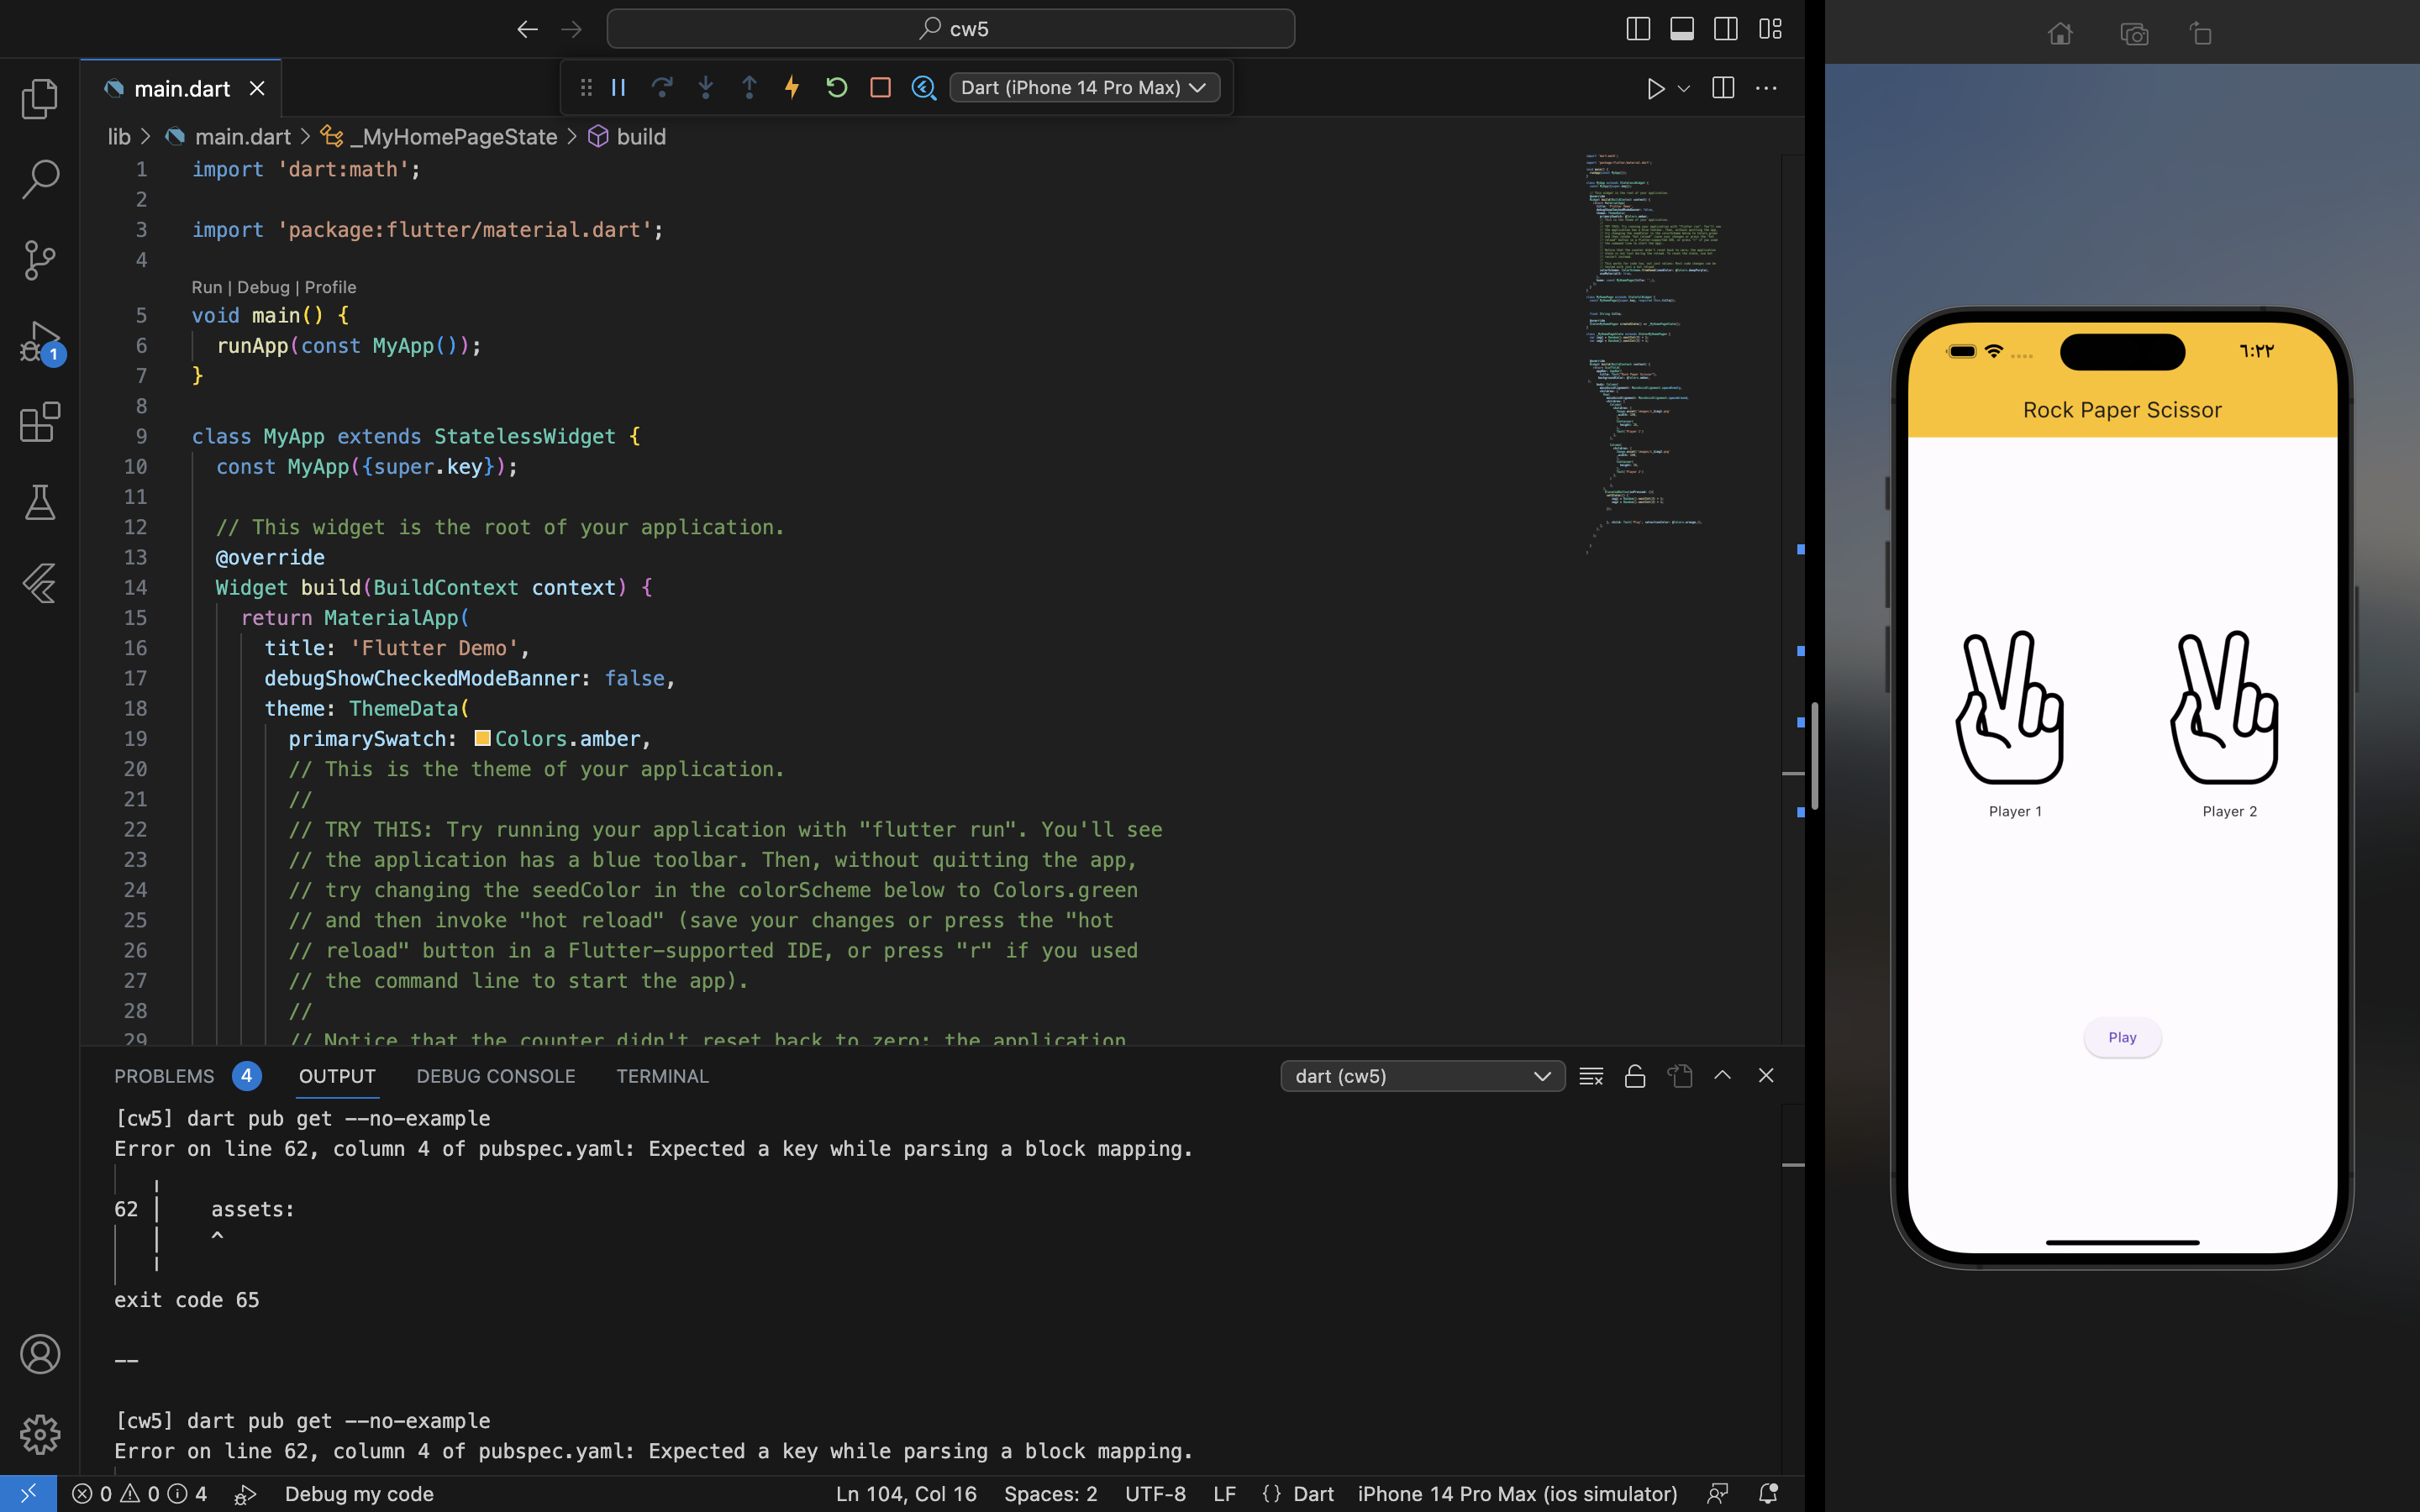 cw5
main.dart
Dart (iPhone 14 Pro Max)
lib > main.dart > _MyHomePageState > build
1 import 'dart:math';
2
3 import 'package:flutter/material.dart';
4
Run | Debug | Profile
5 void main() {
6 runApp(const MyApp());
7 }
8
9 class MyApp extends StatelessWidget {
10 const MyApp({super.key});
11
12 // This widget is the root of your application.
13 @override
14 Widget build(BuildContext context) {
15 return MaterialApp(
16 title: 'Flutter Demo',
17 debugShowCheckedModeBanner: false,
18 theme: ThemeData(
19 primarySwatch: Colors.amber,
20 // This is the theme of your application.
21 //
22 // TRY THIS: Try running your application with "flutter run". You'll see
23 // the application has a blue toolbar. Then, without quitting the app,
24 // try changing the seedColor in the colorScheme below to Colors.green
25 // and then invoke "hot reload" (save your changes or press the "hot
26 // reload" button in a Flutter-supported IDE, or press "r" if you used
27 // the command line to start the app).
28 //
29 // Notice that the counter didn't reset back to zero; the application
1
PROBLEMS 4 OUTPUT DEBUG CONSOLE TERMINAL
dart (cw5)
[cw5] dart pub get --no-example
Error on line 62, column 4 of pubspec.yaml: Expected a key while parsing a block mapping.
62 │ assets:
│ ^
exit code 65
--
[cw5] dart pub get --no-example
Error on line 62, column 4 of pubspec.yaml: Expected a key while parsing a block mapping.
0 0 4 Debug my code Ln 104, Col 16 Spaces: 2 UTF-8 LF {} Dart iPhone 14 Pro Max (ios simulator)
٦:٢٢
Rock Paper Scissor
Player 1 Player 2
Play